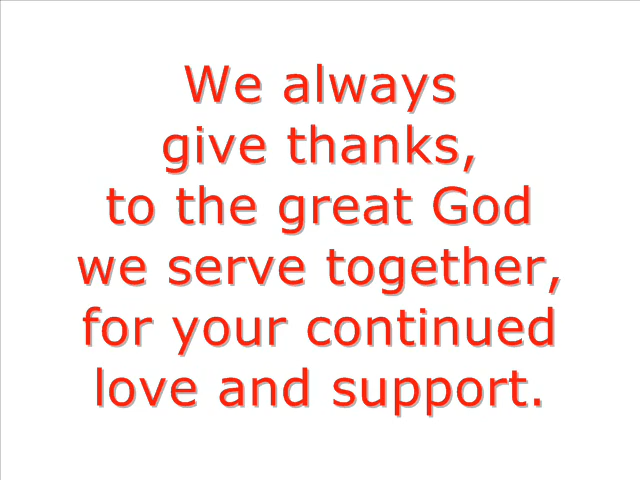 We always
give thanks,
to the great God
we serve together,
for your continued
love and support.